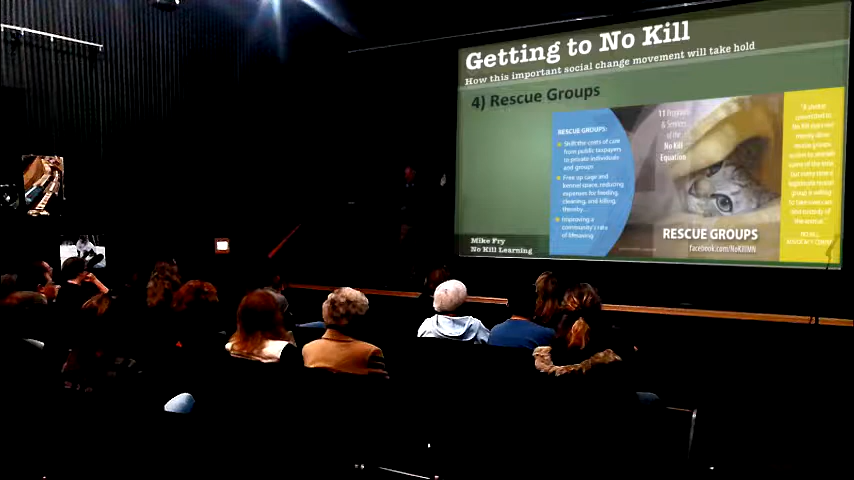 Getting to No Kill
How this important social change movement will take hold
4) Rescue Groups
RESCUE GROUPS:
Shift the costs of care
from public taxpayers
to private individuals
and groups
Free up cage and
kennel space, reducing
expenses for feeding,
cleaning, and killing,
thereby...
Improving a
community's rate
of lifesaving
11 Programs
& Services
of the
No Kill
Equation
RESCUE GROUPS
facebook.com/NoKillMN
Mike Fry
No Kill Learning